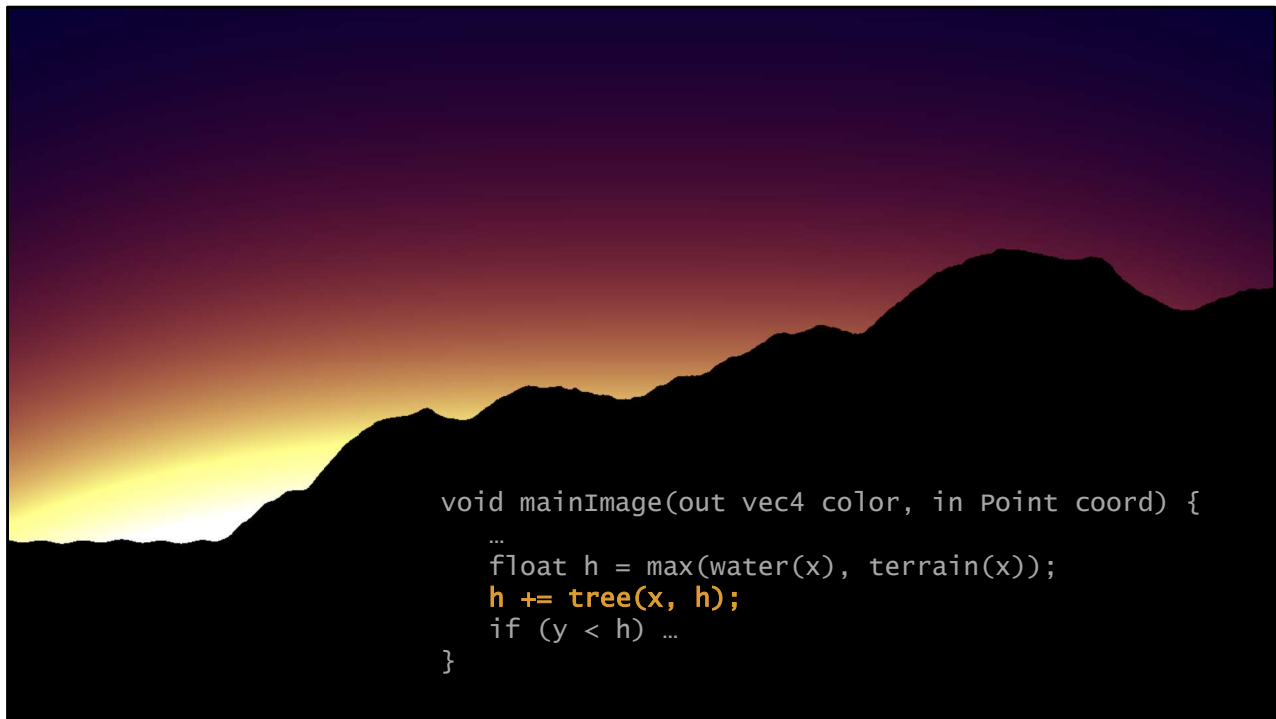 void mainImage(out vec4 color, in Point coord) {
…
float h = max(water(x), terrain(x));
h += tree(x, h);
if (y < h) …
}